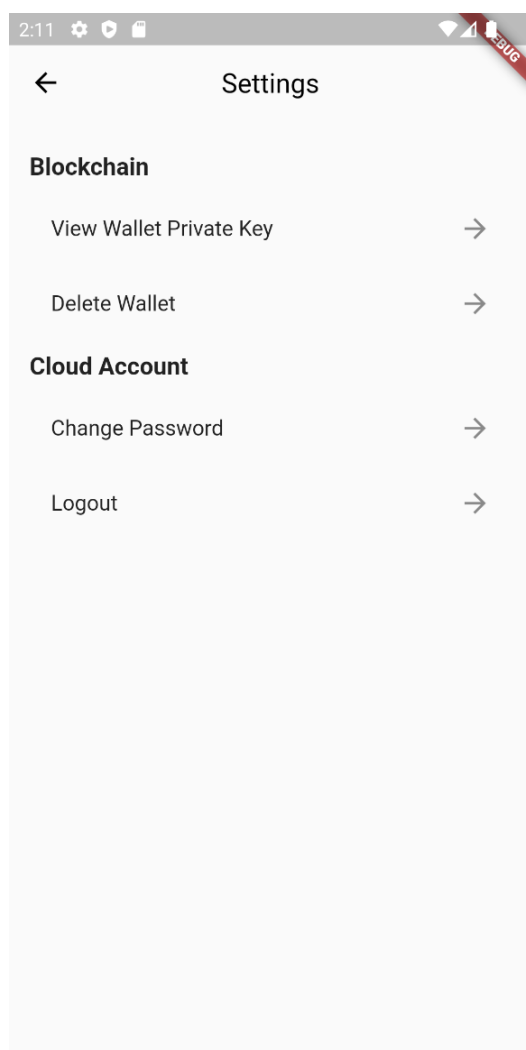 2:11
Settings
Blockchain
View Wallet Private Key
Delete Wallet
Cloud Account
Change Password
Logout